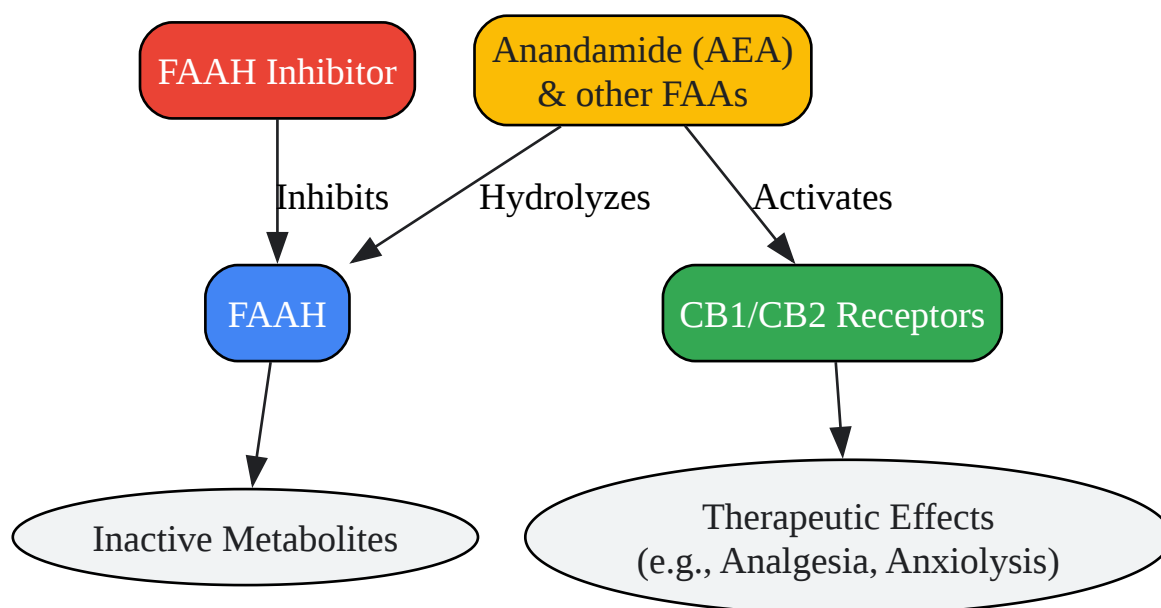 FAAH Inhibitor
Anandamide (AEA)
& other FAAs
Inhibits
Hydrolyzes
Activates
FAAH
CB1/CB2 Receptors
Inactive Metabolites
Therapeutic Effects
(e.g., Analgesia, Anxiolysis)